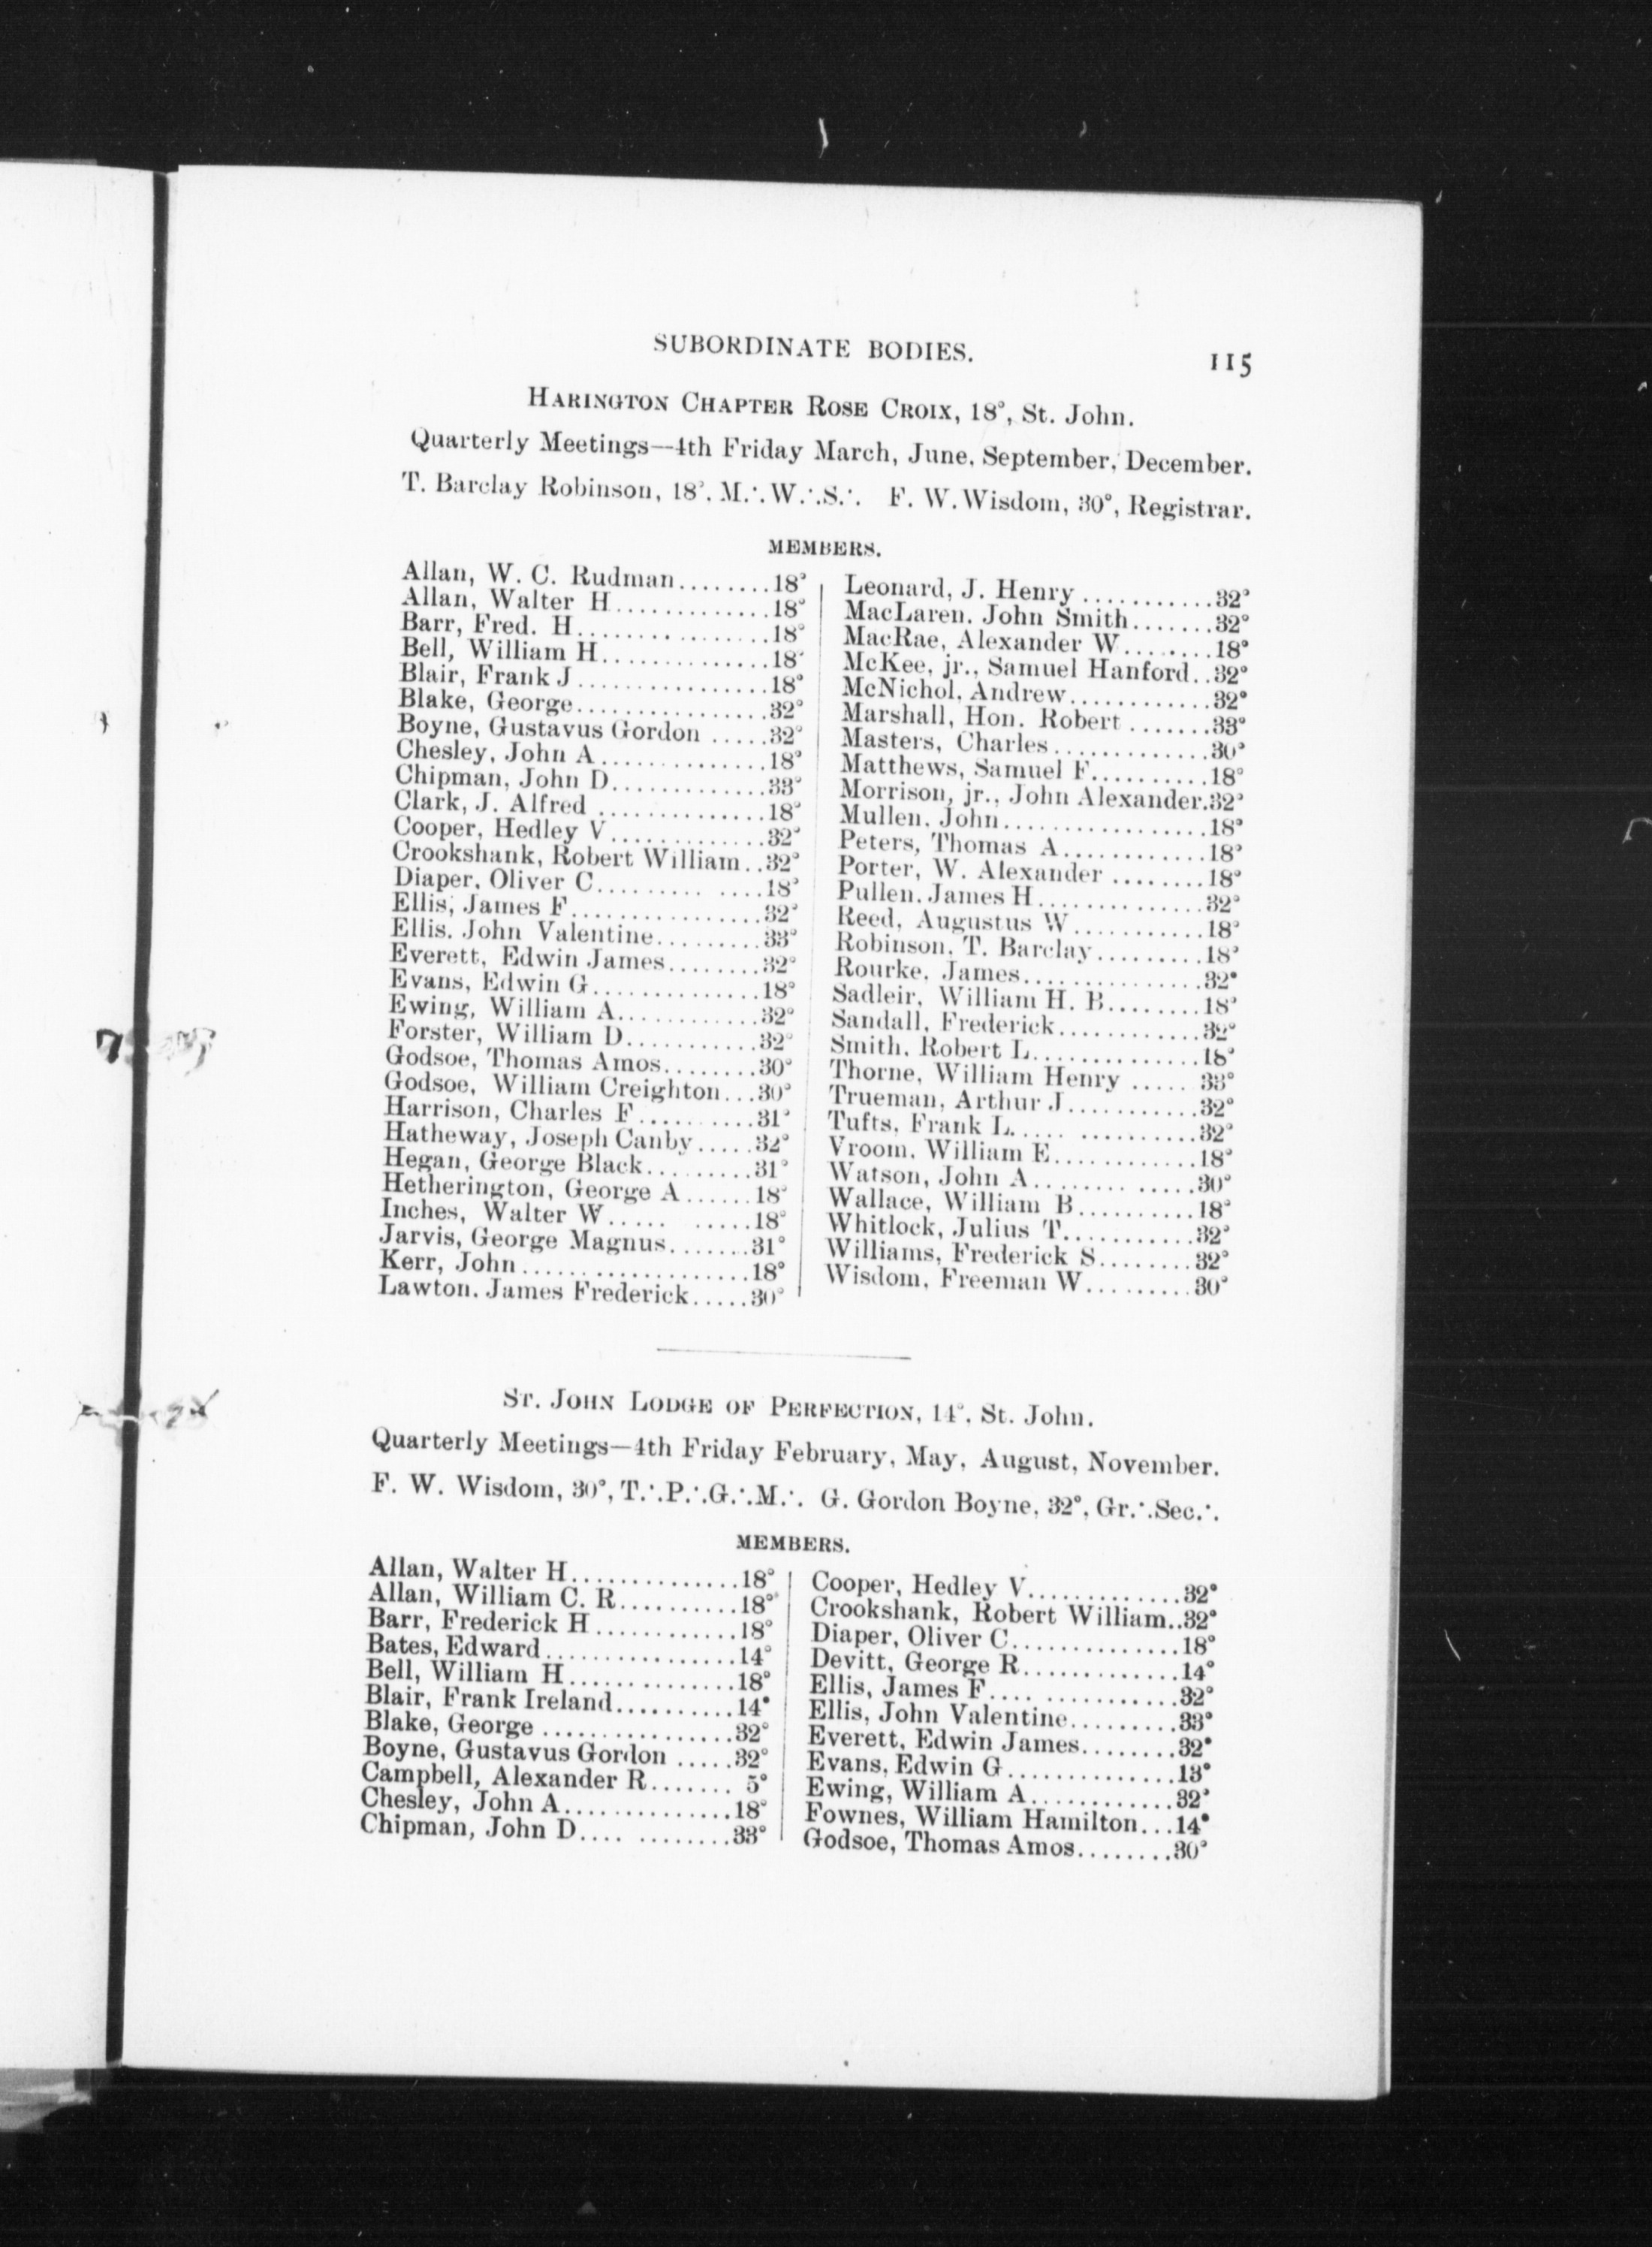 SUBORDINATE BODIES. 115
HARINGTON CHAPTER ROSE CROIX, 18°, St. John.
Quarterly Meetings—4th Friday March, June, September, December.
T. Barclay Robinson, 18°, M∴W∴S∴ F. W. Wisdom, 30°, Registrar.
MEMBERS.
Allan, W. C. Rudman........18°
Allan, Walter H.............18°
Barr, Fred. H................18°
Bell, William H..............18°
Blair, Frank J................18°
Blake, George................32°
Boyne, Gustavus Gordon .....32°
Chesley, John A..............18°
Chipman, John D.............33°
Clark, J. Alfred ..............18°
Cooper, Hedley V............32°
Crookshank, Robert William..32°
Diaper, Oliver C......... ....18°
Ellis, James F................32°
Ellis, John Valentine.........33°
Everett, Edwin James........32°
Evans, Edwin G..............18°
Ewing, William A............32°
Forster, William D...........32°
Godsoe, Thomas Amos........30°
Godsoe, William Creighton...30°
Harrison, Charles F..........31°
Hatheway, Joseph Canby.....32°
Hegan, George Black.........31°
Hetherington, George A......18°
Inches, Walter W..... .....18°
Jarvis, George Magnus.......31°
Kerr, John...................18°
Lawton, James Frederick.....30°
Leonard, J. Henry ...........32°
MacLaren, John Smith.......32°
MacRae, Alexander W........18°
McKee, jr., Samuel Hanford..32°
McNichol, Andrew............32°
Marshall, Hon. Robert .......33°
Masters, Charles.............30°
Matthews, Samuel F..........18°
Morrison, jr., John Alexander.32°
Mullen, John.................18°
Peters, Thomas A............18°
Porter, W. Alexander ........18°
Pullen, James H..............32°
Reed, Augustus W...........18°
Robinson, T. Barclay.........18°
Rourke, James...............32°
Sadleir, William H. B........18°
Sandall, Frederick............32°
Smith, Robert L..............18°
Thorne, William Henry ..... 33°
Trueman, Arthur J...........32°
Tufts, Frank L..... ..........32°
Vroom, William E............18°
Watson, John A........ .....30°
Wallace, William B..........18°
Whitlock, Julius T...........32°
Williams, Frederick S........32°
Wisdom, Freeman W.........30°
ST. JOHN LODGE OF PERFECTION, 14°, St. John.
Quarterly Meetings—4th Friday February, May, August, November.
F. W. Wisdom, 30°, T∴P∴G∴M∴ G. Gordon Boyne, 32°, Gr∴Sec∴
MEMBERS.
Allan, Walter H..............18°
Allan, William C. R..........18°
Barr, Frederick H............18°
Bates, Edward................14°
Bell, William H..............18°
Blair, Frank Ireland..........14°
Blake, George ................32°
Boyne, Gustavus Gordon .....32°
Campbell, Alexander R....... 5°
Chesley, John A..............18°
Chipman, John D.... ........33°
Cooper, Hedley V.............32°
Crookshank, Robert William..32°
Diaper, Oliver C..............18°
Devitt, George R.............14°
Ellis, James F.... ...........32°
Ellis, John Valentine.........33°
Everett, Edwin James........32°
Evans, Edwin G..............18°
Ewing, William A............32°
Fownes, William Hamilton...14°
Godsoe, Thomas Amos........30°